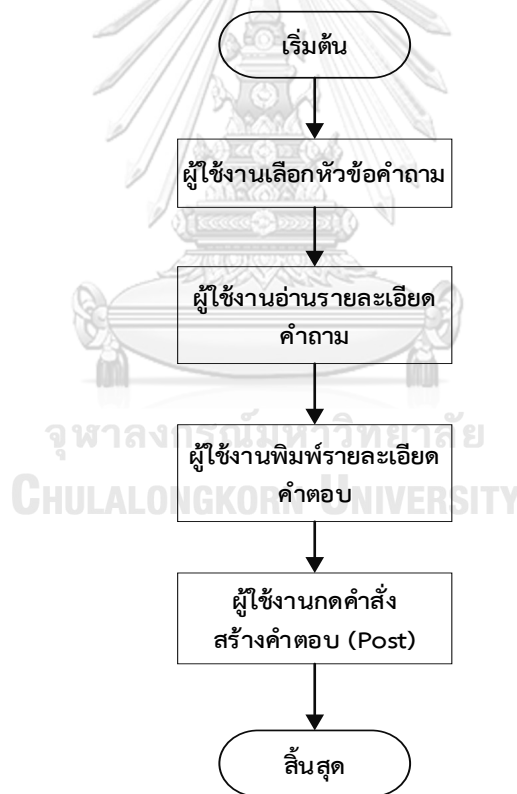 เริ่มต้น
ผู้ใช้งานเลือกหัวข้อคำถาม
ผู้ใช้งานอ่านรายละเอียด
คำถาม
จุฬาลงกรณ์มหาวิทยาลัย
ผู้ใช้งานพิมพ์รายละเอียด
คำตอบ
CHULALONGKORN UNIVERSITY
ผู้ใช้งานกดคำสั่ง
สร้างคำตอบ (Post)
สิ้นสุด